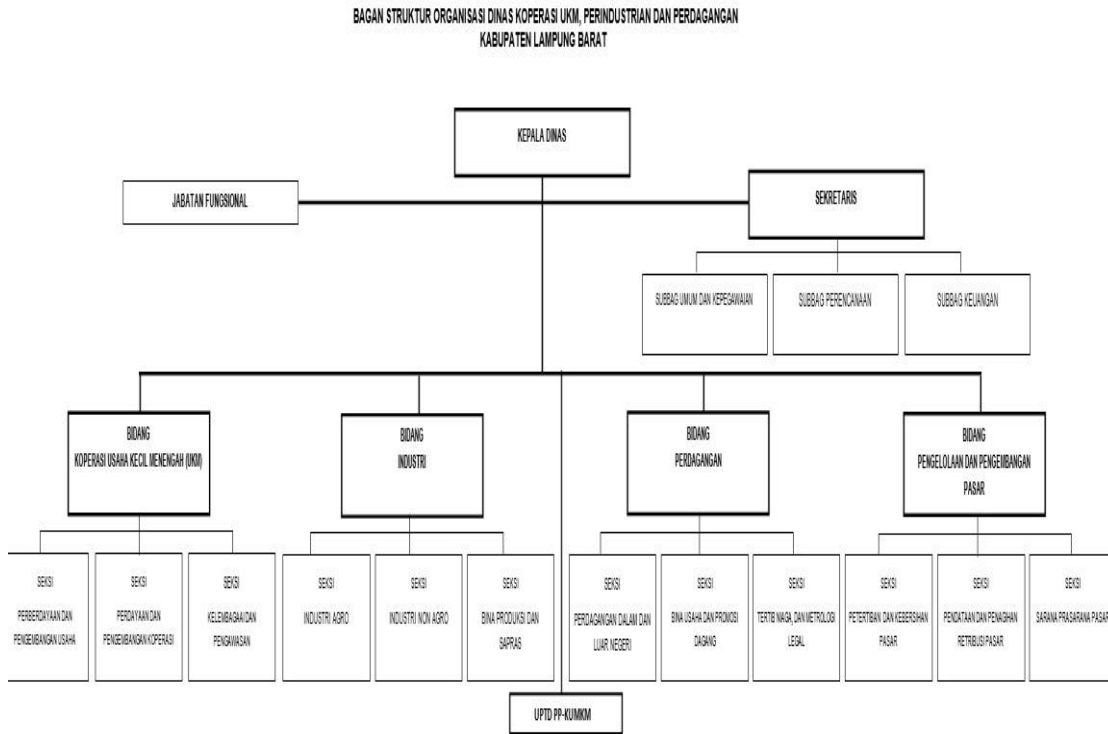 BAGAN STRUKTUR ORGANISASI DINAS KOPERASI UKM, PERINDUSTRIAN DAN PERDAGANGAN
KABUPATEN LAMPUNG BARAT
KEPALA DINAS
JABATAN FUNGSIONAL
SEKRETARIS
SUBBAG UMUM DAN KEPEGAWAIAN
SUBBAG PERENCANAAN
SUBBAG KEUANGAN
BIDANG
KOPERASI USAHA KECIL MENENGAH (UKM)
BIDANG
INDUSTRI
BIDANG
PERDAGANGAN
BIDANG
PENGELOLAAN DAN PENGEMBANGAN
PASAR
SEKSI
PERBERDAYAAN DAN
PENGEMBANGAN USAHA
SEKSI
PERDAYAAN DAN
PENGEMBANGAN KOPERASI
SEKSI
KELEMBAGAAI DAN
PENGAWASAN
SEKSI
INDUSTRI AGRO
SEKSI
INDUSTRI NON AGRO
SEKSI
BINA PRODUKSI DAN
SAPRAS
SEKSI
PERDAGANGAN DALAM DAN
LUAR NEGERI
SEKSI
BINA USAHA DAN PROMOSI
DAGANG
SEKSI
TERTIB NIAGA, DAN METROLOGI
LEGAL
SEKSI
PETERTIBAN DAN KEBERSIHAN
PASAR
SEKSI
PENDATAAN DAN PENAGIHAN
RETRIBUSI PASAR
SEKSI
SARANA PRASARANA PASAR
UPTD PP-KUMKM